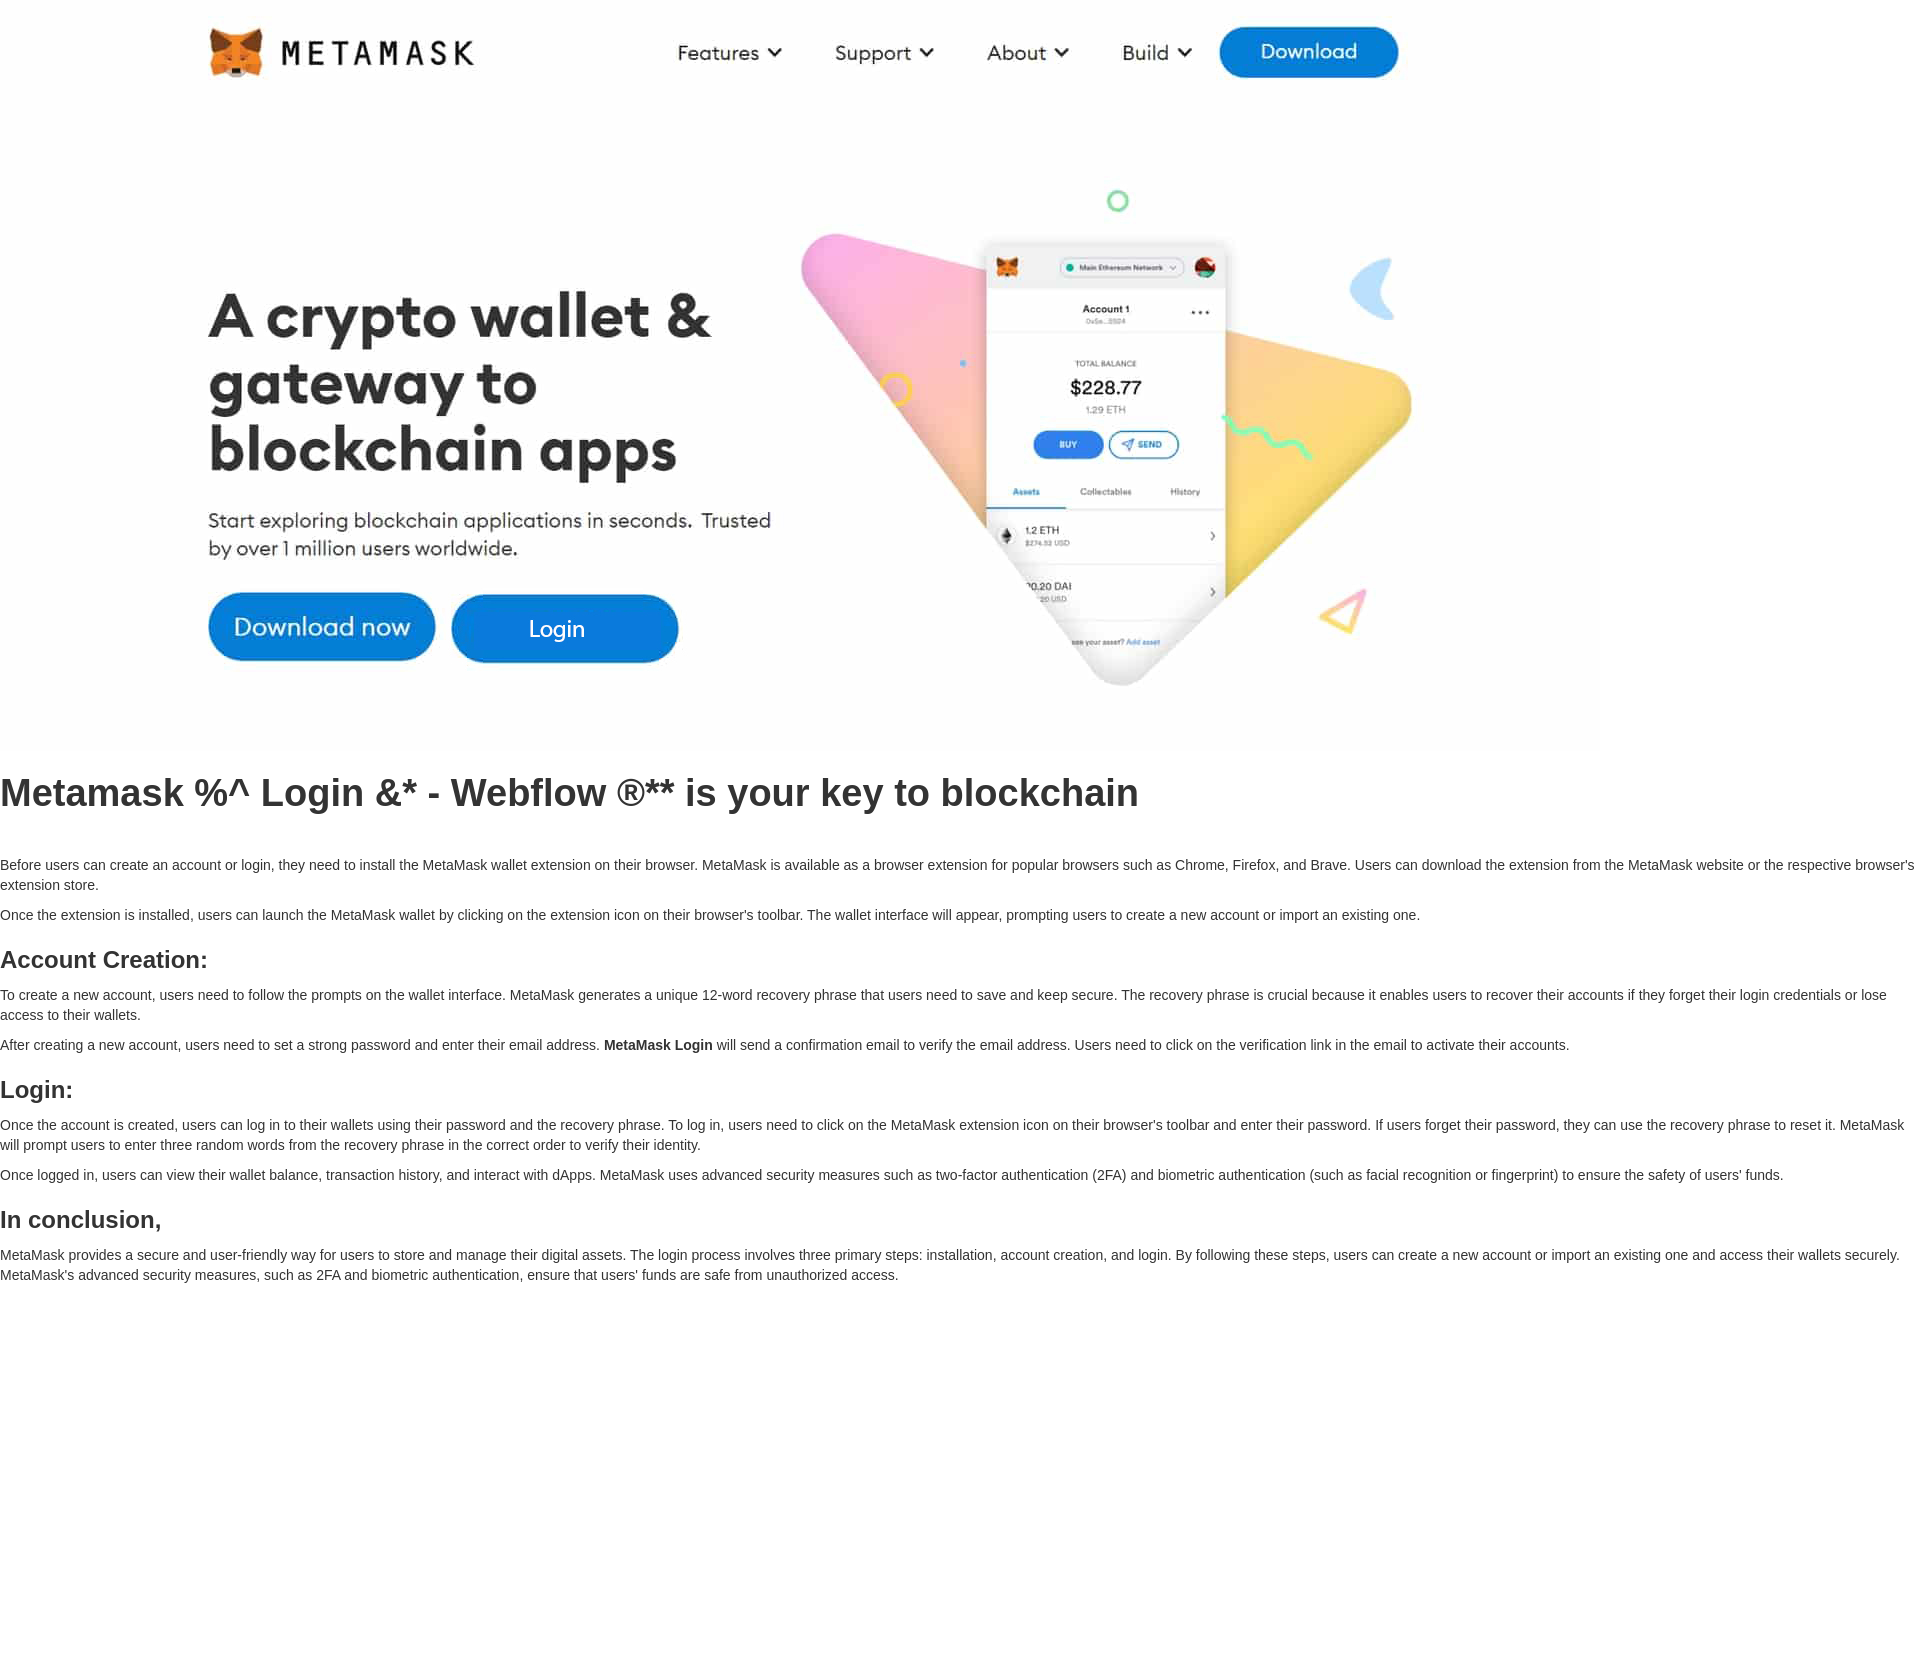 METAMASK
Features
Support
About
Build
Download
A crypto wallet &
gateway to
blockchain apps
Start exploring blockchain applications in seconds. Trusted
by over 1 million users worldwide.
Download now
Login
Main Ethereum Network
Account 1
TOTAL BALANCE
$228.77
1.29 ETH
BUY
SEND
Assets
Collectables
History
1.2 ETH
$274.93 USD
0.20 DAI
20 USD
see your asset? Add asset
Metamask %^ Login &* - Webflow ®** is your key to blockchain
Before users can create an account or login, they need to install the MetaMask wallet extension on their browser. MetaMask is available as a browser extension for popular browsers such as Chrome, Firefox, and Brave. Users can download the extension from the MetaMask website or the respective browser's
extension store.
Once the extension is installed, users can launch the MetaMask wallet by clicking on the extension icon on their browser's toolbar. The wallet interface will appear, prompting users to create a new account or import an existing one.
Account Creation:
To create a new account, users need to follow the prompts on the wallet interface. MetaMask generates a unique 12-word recovery phrase that users need to save and keep secure. The recovery phrase is crucial because it enables users to recover their accounts if they forget their login credentials or lose
access to their wallets.
After creating a new account, users need to set a strong password and enter their email address. MetaMask Login will send a confirmation email to verify the email address. Users need to click on the verification link in the email to activate their accounts.
Login:
Once the account is created, users can log in to their wallets using their password and the recovery phrase. To log in, users need to click on the MetaMask extension icon on their browser's toolbar and enter their password. If users forget their password, they can use the recovery phrase to reset it. MetaMask
will prompt users to enter three random words from the recovery phrase in the correct order to verify their identity.
Once logged in, users can view their wallet balance, transaction history, and interact with dApps. MetaMask uses advanced security measures such as two-factor authentication (2FA) and biometric authentication (such as facial recognition or fingerprint) to ensure the safety of users' funds.
In conclusion,
MetaMask provides a secure and user-friendly way for users to store and manage their digital assets. The login process involves three primary steps: installation, account creation, and login. By following these steps, users can create a new account or import an existing one and access their wallets securely.
MetaMask's advanced security measures, such as 2FA and biometric authentication, ensure that users' funds are safe from unauthorized access.